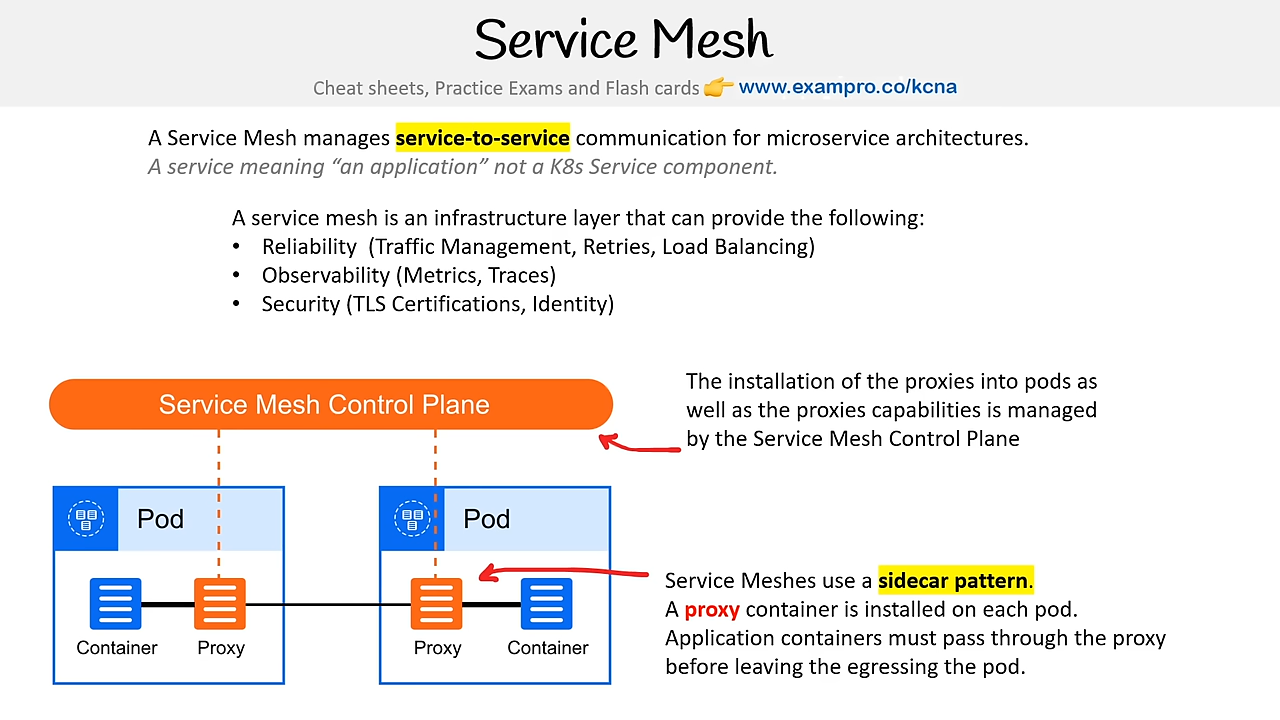 Service Mesh
Cheat sheets, Practice Exams and Flash cards 👉 www.exampro.co/kcna
A Service Mesh manages service-to-service communication for microservice architectures.
A service meaning “an application” not a K8s Service component.
A service mesh is an infrastructure layer that can provide the following:
• Reliability (Traffic Management, Retries, Load Balancing)
• Observability (Metrics, Traces)
• Security (TLS Certifications, Identity)
Service Mesh Control Plane
The installation of the proxies into pods as
well as the proxies capabilities is managed
by the Service Mesh Control Plane
Pod
Pod
Container
Proxy
Proxy
Container
Service Meshes use a sidecar pattern.
A proxy container is installed on each pod.
Application containers must pass through the proxy
before leaving the egressing the pod.